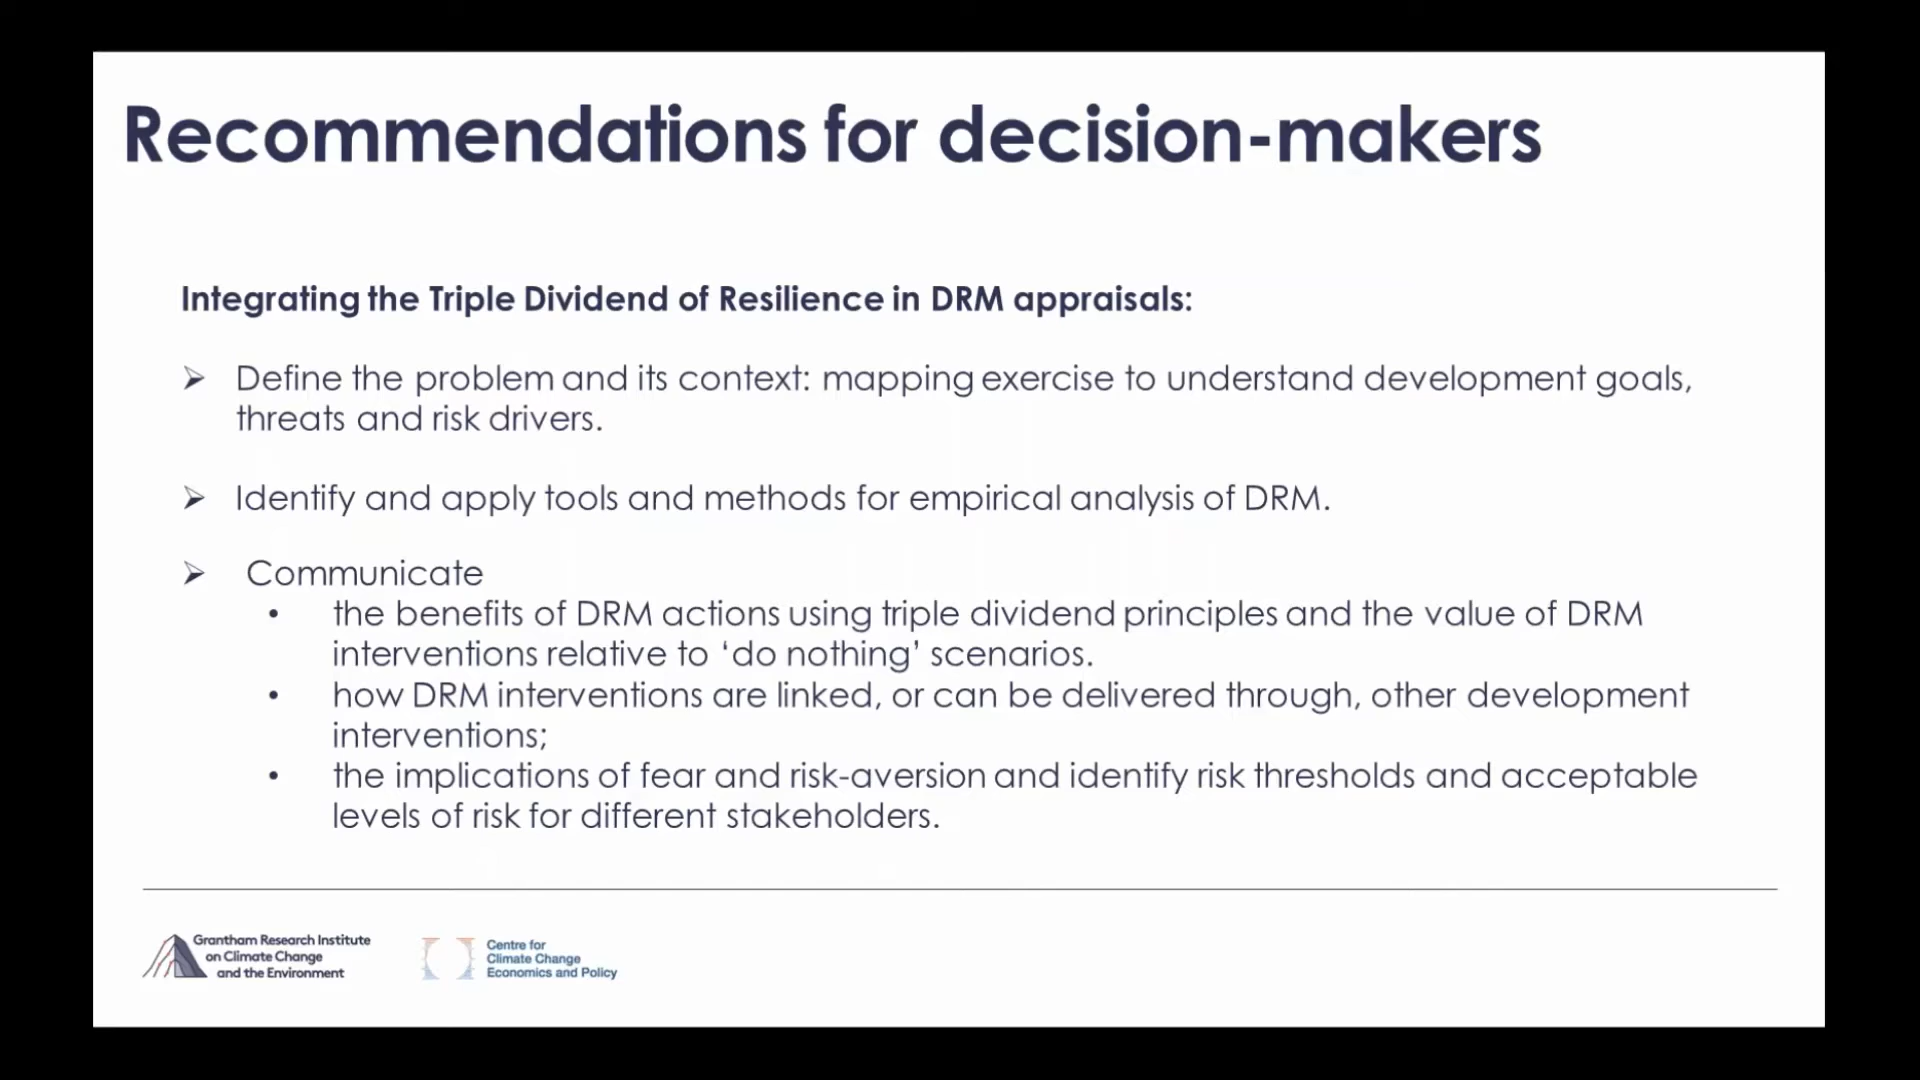 Recommendations for decision-makers
Integrating the Triple Dividend of Resilience in DRM appraisals:
➢ Define the problem and its context: mapping exercise to understand development goals,
threats and risk drivers.
➢ Identify and apply tools and methods for empirical analysis of DRM.
➢ Communicate
• the benefits of DRM actions using triple dividend principles and the value of DRM
interventions relative to ‘do nothing’ scenarios.
• how DRM interventions are linked, or can be delivered through, other development
interventions;
• the implications of fear and risk-aversion and identify risk thresholds and acceptable
levels of risk for different stakeholders.
Grantham Research Institute
on Climate Change
and the Environment
Centre for
Climate Change
Economics and Policy